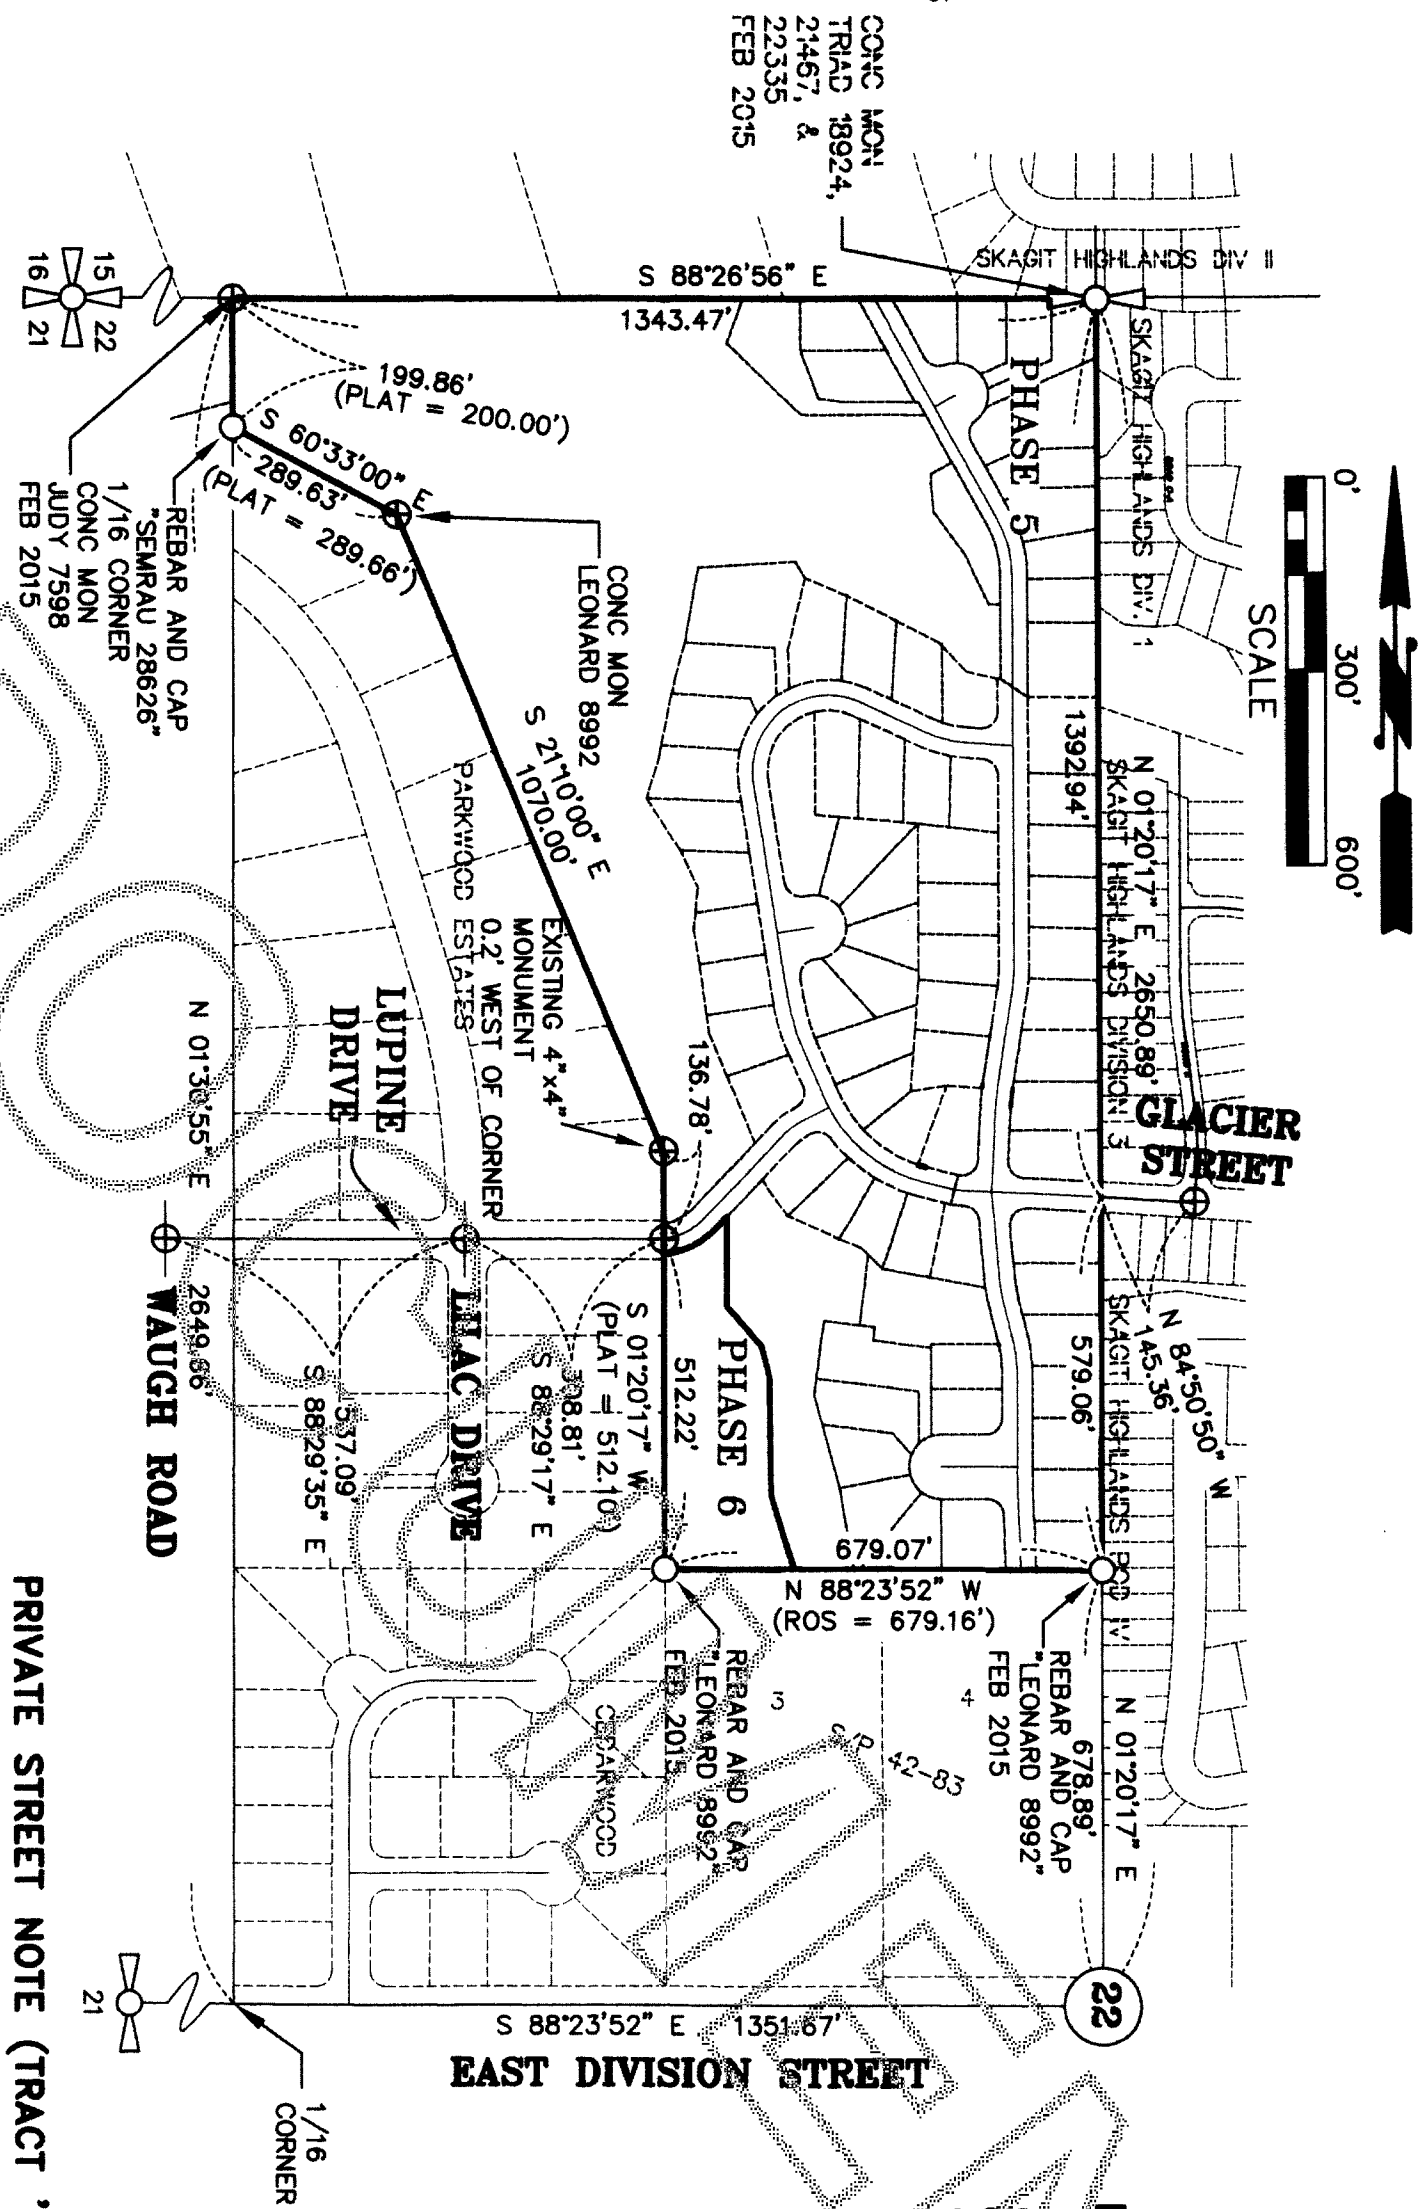 CONC MON
TRIAD 18924,
21467, &
22335
FEB 2015
SKAGIT HIGHLANDS DIV II
S 88°26'56" E
1343.47'
15 22
16 21
199.86'
(PLAT = 200.00')
S 60°33'00" E
289.63'
(PLAT = 289.66')
REBAR AND CAP
"SEMRAU 28626"
1/16 CORNER
CONC MON
JUDY 7598
FEB 2015
CONC MON
LEONARD 8992
PHASE 5
SKAGIT HIGHLANDS DIV. 1
0' 300' 600'
SCALE
N
S 21°10'00" E
1070.00'
PARKWOOD ESTATES
EXISTING 4"x4"
MONUMENT
0.2' WEST OF CORNER
1392.94'
N 01°20'17" E 2650.89'
SKAGIT HIGHLANDS DIVISION 3
GLACIER
STREET
136.78'
LUPINE
DRIVE
N 01°30'55" E
2649.86'
WAUGH ROAD
LILAC DRIVE
537.09'
S 88°29'35" E
308.81'
S 88°29'17" E
S 01°20'17" W
(PLAT = 512.10')
512.22'
PHASE 6
579.06'
N 84°50'50" W
145.36'
SKAGIT HIGHLANDS POD IV
679.07'
N 88°23'52" W
(ROS = 679.16')
REBAR AND CAP
"LEONARD 8992"
FEB 2015
REBAR AND CAP
"LEONARD 8992"
FEB 2015
678.89'
N 01°20'17" E
3
4
S/P 42-83
CEDARWOOD
22
S 88°23'52" E 1351.67'
EAST DIVISION STREET
21
1/16
CORNER
PRIVATE STREET NOTE (TRACT '